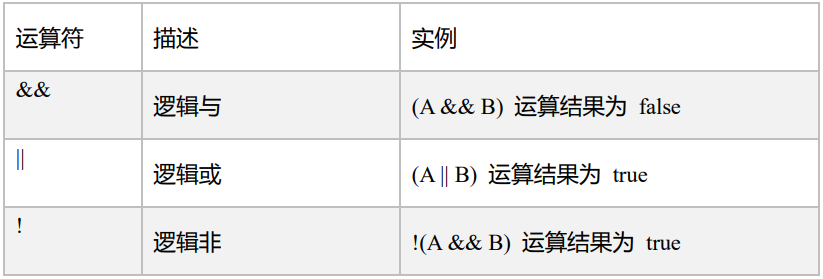 运算符 描述 实例
&& 逻辑与 (A && B) 运算结果为 false
|| 逻辑或 (A || B) 运算结果为 true
! 逻辑非 !(A && B) 运算结果为 true